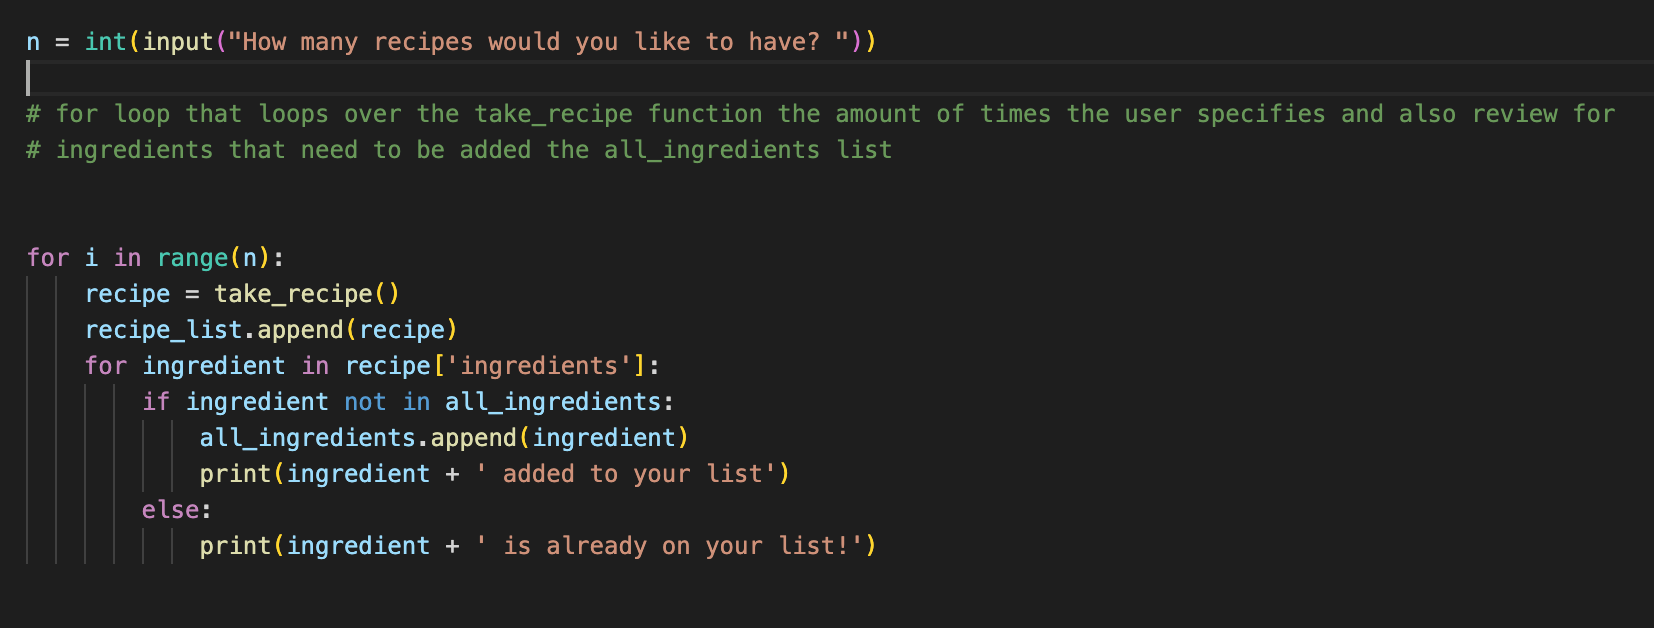 n = int(input("How many recipes would you like to have? "))
# for loop that loops over the take_recipe function the amount of times the user specifies and also review for
# ingredients that need to be added the all_ingredients list
for i in range(n):
    recipe = take_recipe()
    recipe_list.append(recipe)
    for ingredient in recipe['ingredients']:
        if ingredient not in all_ingredients:
            all_ingredients.append(ingredient)
            print(ingredient + ' added to your list')
        else:
            print(ingredient + ' is already on your list!')